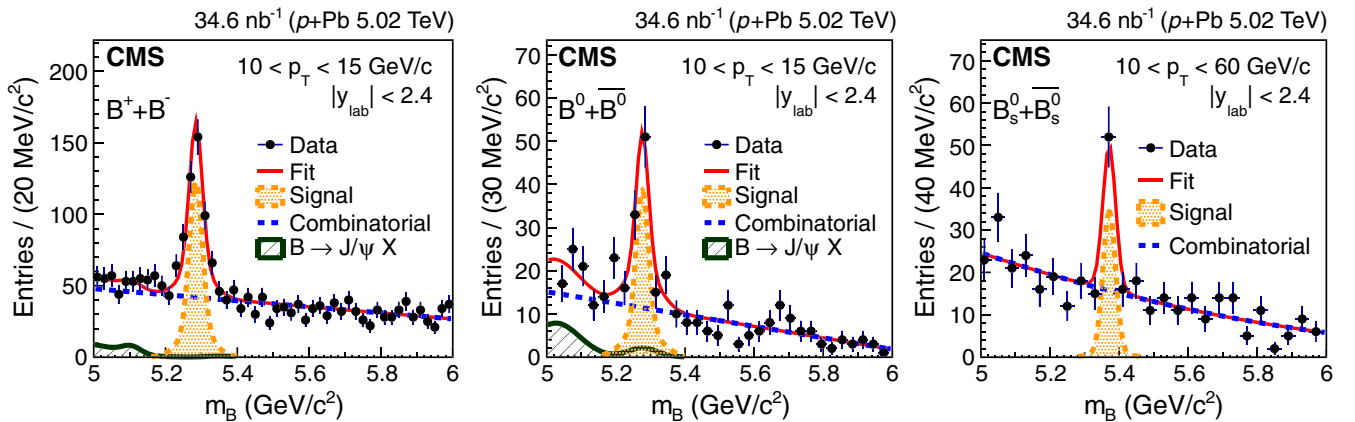 34.6 nb⁻¹ (p+Pb 5.02 TeV)
CMS
10 < p_T < 15 GeV/c
|y_lab| < 2.4
B⁺+B⁻
Data
Fit
Signal
Combinatorial
B → J/ψ X
Entries / (20 MeV/c²)
200
150
100
50
0
5 5.2 5.4 5.6 5.8 6
m_B (GeV/c²)
34.6 nb⁻¹ (p+Pb 5.02 TeV)
CMS
10 < p_T < 15 GeV/c
|y_lab| < 2.4
B⁰+B̅⁰
Data
Fit
Signal
Combinatorial
B → J/ψ X
Entries / (30 MeV/c²)
70
60
50
40
30
20
10
0
5 5.2 5.4 5.6 5.8 6
m_B (GeV/c²)
34.6 nb⁻¹ (p+Pb 5.02 TeV)
CMS
10 < p_T < 60 GeV/c
|y_lab| < 2.4
B_s⁰+B̅_s⁰
Data
Fit
Signal
Combinatorial
Entries / (40 MeV/c²)
70
60
50
40
30
20
10
0
5 5.2 5.4 5.6 5.8 6
m_B (GeV/c²)